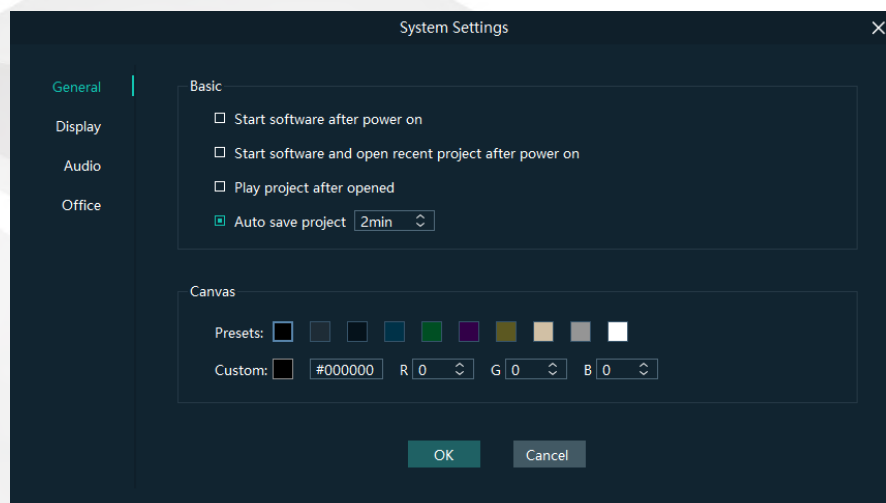 System Settings
General
Display
Audio
Office
Basic
Start software after power on
Start software and open recent project after power on
Play project after opened
Auto save project 2min
Canvas
Presets:
Custom: #000000 R 0 G 0 B 0
OK Cancel